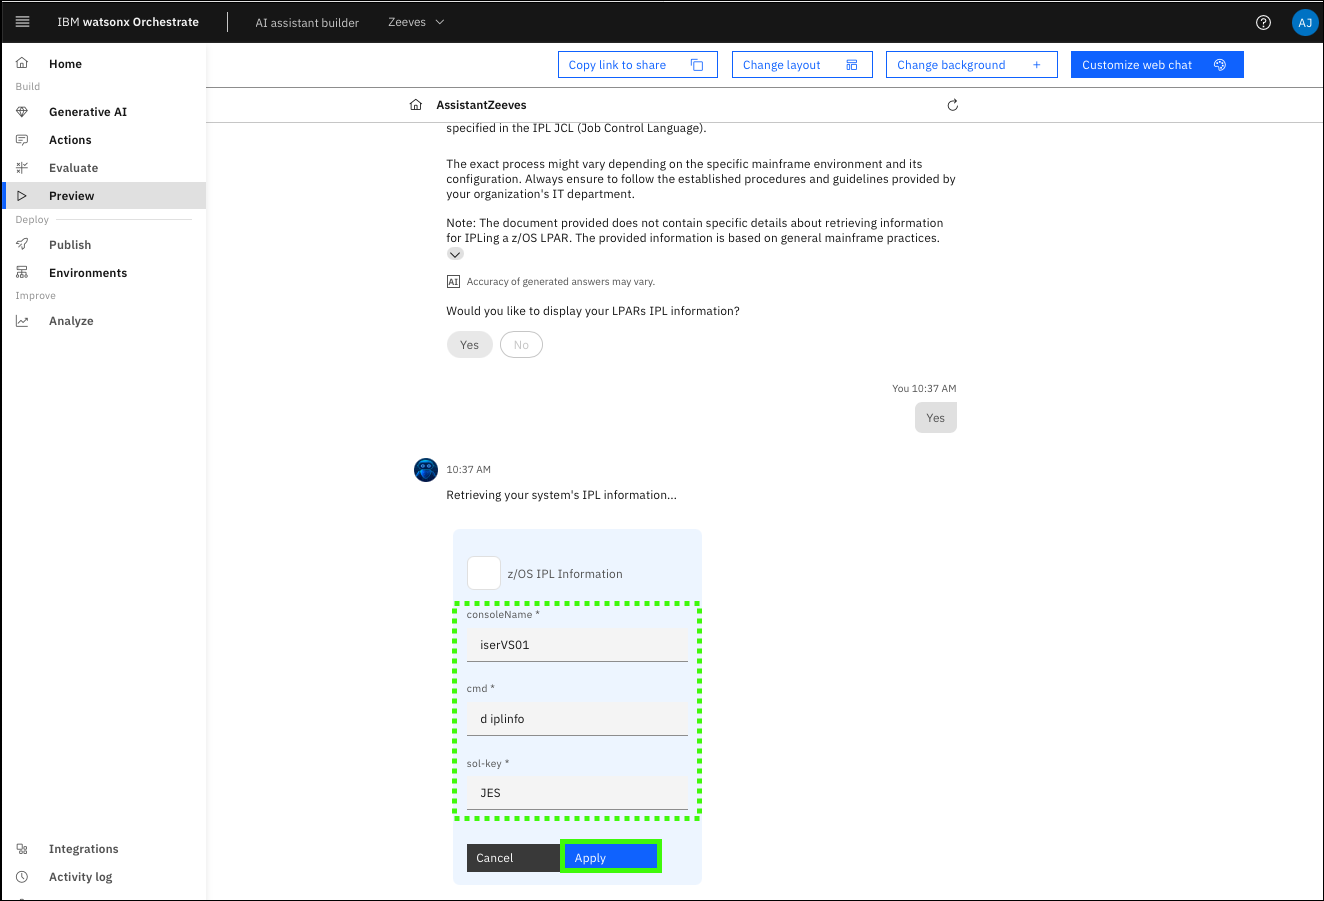 IBM watsonx Orchestrate
AI assistant builder
Zeeves
AJ
Home
Build
Generative AI
Actions
Evaluate
Preview
Deploy
Publish
Environments
Improve
Analyze
Integrations
Activity log
Copy link to share
Change layout
Change background +
Customize web chat
AssistantZeeves
specified in the IPL JCL (Job Control Language).
The exact process might vary depending on the specific mainframe environment and its
configuration. Always ensure to follow the established procedures and guidelines provided by
your organization's IT department.
Note: The document provided does not contain specific details about retrieving information
for IPLing a z/OS LPAR. The provided information is based on general mainframe practices.
AI Accuracy of generated answers may vary.
Would you like to display your LPARs IPL information?
Yes
No
You 10:37 AM
Yes
10:37 AM
Retrieving your system's IPL information...
z/OS IPL Information
consoleName *
iserVS01
cmd *
d iplinfo
sol-key *
JES
Cancel
Apply